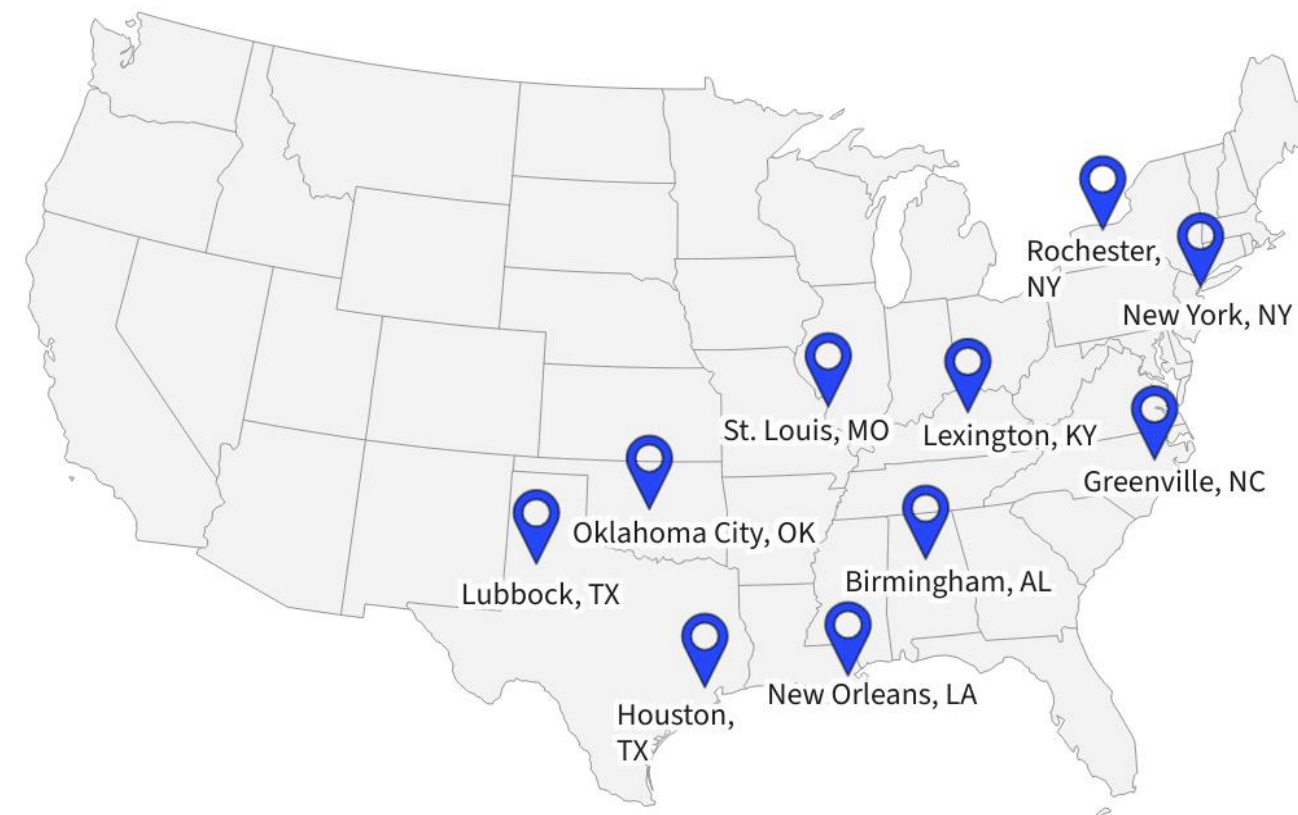 Rochester,
NY
New York, NY
St. Louis, MO
Lexington, KY
Greenville, NC
Oklahoma City, OK
Birmingham, AL
Lubbock, TX
New Orleans, LA
Houston,
TX